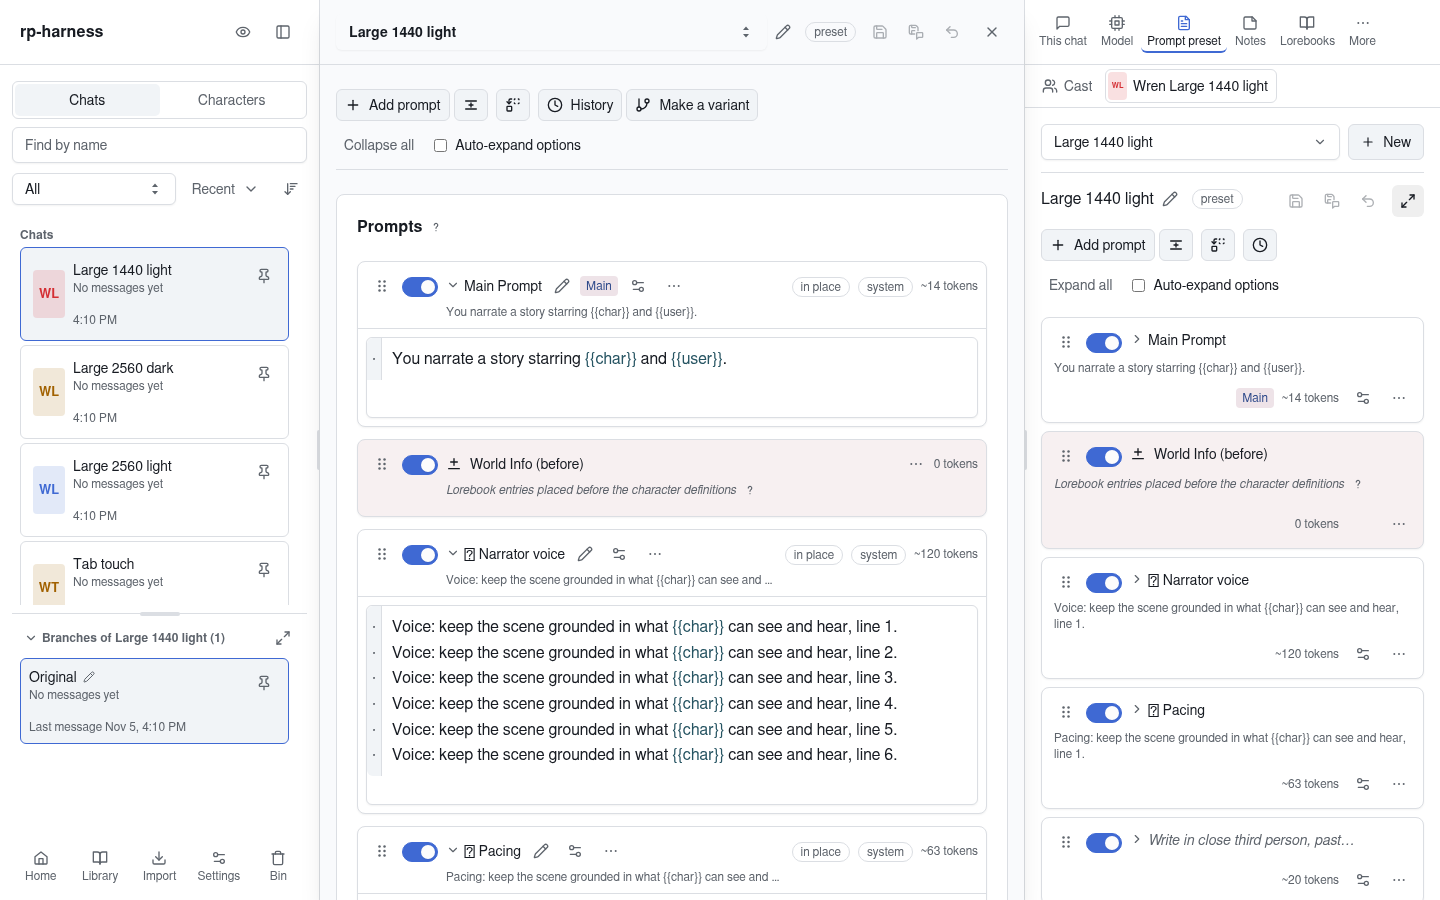 rp-harness
Chats
Characters
Find by name
All
Recent
Chats
WL
Large 1440 light
No messages yet
4:10 PM
WL
Large 2560 dark
No messages yet
4:10 PM
WL
Large 2560 light
No messages yet
4:10 PM
WT
Tab touch
No messages yet
Branches of Large 1440 light (1)
Original
No messages yet
Last message Nov 5, 4:10 PM
Home
Library
Import
Settings
Bin
Large 1440 light
preset
Add prompt
History
Make a variant
Collapse all
Auto-expand options
Prompts ?
Main Prompt
Main
in place
system
~14 tokens
You narrate a story starring {{char}} and {{user}}.
You narrate a story starring {{char}} and {{user}}.
World Info (before)
0 tokens
Lorebook entries placed before the character definitions ?
Narrator voice
in place
system
~120 tokens
Voice: keep the scene grounded in what {{char}} can see and ...
Voice: keep the scene grounded in what {{char}} can see and hear, line 1.
Voice: keep the scene grounded in what {{char}} can see and hear, line 2.
Voice: keep the scene grounded in what {{char}} can see and hear, line 3.
Voice: keep the scene grounded in what {{char}} can see and hear, line 4.
Voice: keep the scene grounded in what {{char}} can see and hear, line 5.
Voice: keep the scene grounded in what {{char}} can see and hear, line 6.
Pacing
in place
system
~63 tokens
Pacing: keep the scene grounded in what {{char}} can see and ...
This chat
Model
Prompt preset
Notes
Lorebooks
More
Cast
WL
Wren Large 1440 light
Large 1440 light
New
Large 1440 light
preset
Add prompt
Expand all
Auto-expand options
Main Prompt
You narrate a story starring {{char}} and {{user}}.
Main
~14 tokens
World Info (before)
Lorebook entries placed before the character definitions ?
0 tokens
Narrator voice
Voice: keep the scene grounded in what {{char}} can see and hear,
line 1.
~120 tokens
Pacing
Pacing: keep the scene grounded in what {{char}} can see and hear,
line 1.
~63 tokens
Write in close third person, past…
~20 tokens